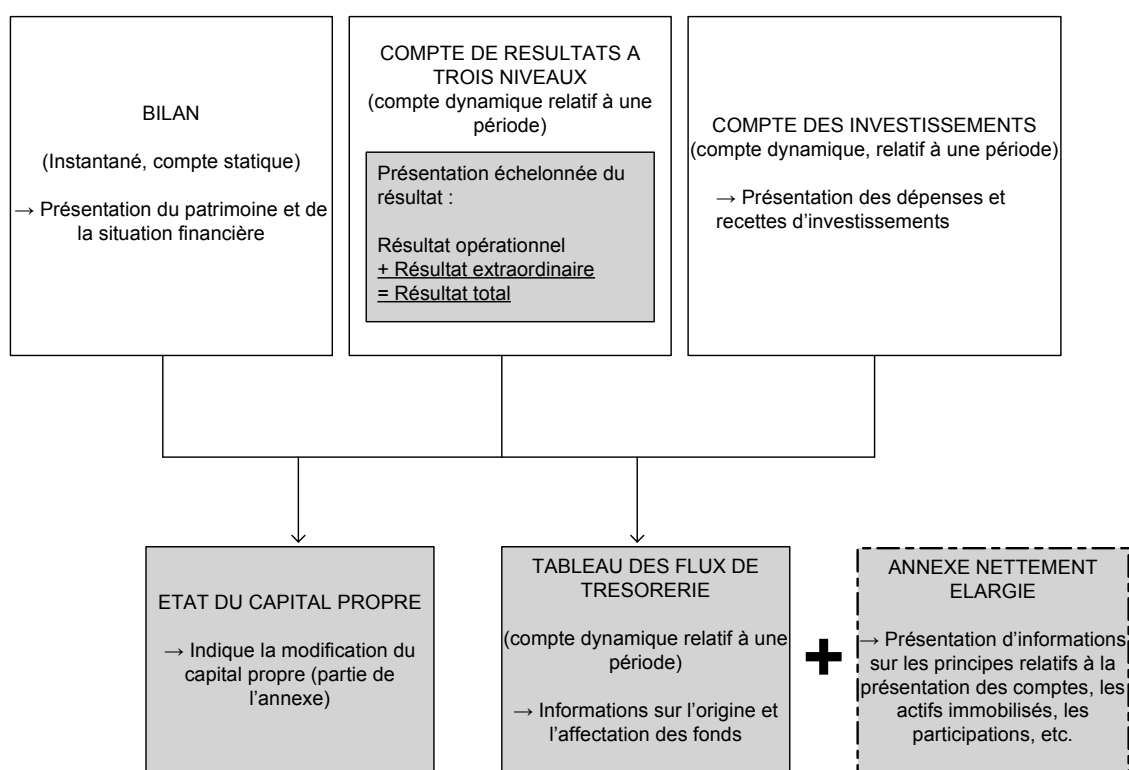 BILAN
(Instantané, compte statique)
→ Présentation du patrimoine et de
la situation financière
COMPTE DE RESULTATS A
TROIS NIVEAUX
(compte dynamique relatif à une
période)
Présentation échelonnée du
résultat :
Résultat opérationnel
+ Résultat extraordinaire
= Résultat total
COMPTE DES INVESTISSEMENTS
(compte dynamique, relatif à une période)
→ Présentation des dépenses et
recettes d’investissements
ETAT DU CAPITAL PROPRE
→ Indique la modification du
capital propre (partie de
l’annexe)
TABLEAU DES FLUX DE
TRESORERIE
(compte dynamique relatif à une
période)
→ Informations sur l’origine et
l’affectation des fonds
+
ANNEXE NETTEMENT
ELARGIE
→ Présentation d’informations
sur les principes relatifs à la
présentation des comptes, les
actifs immobilisés, les
participations, etc.